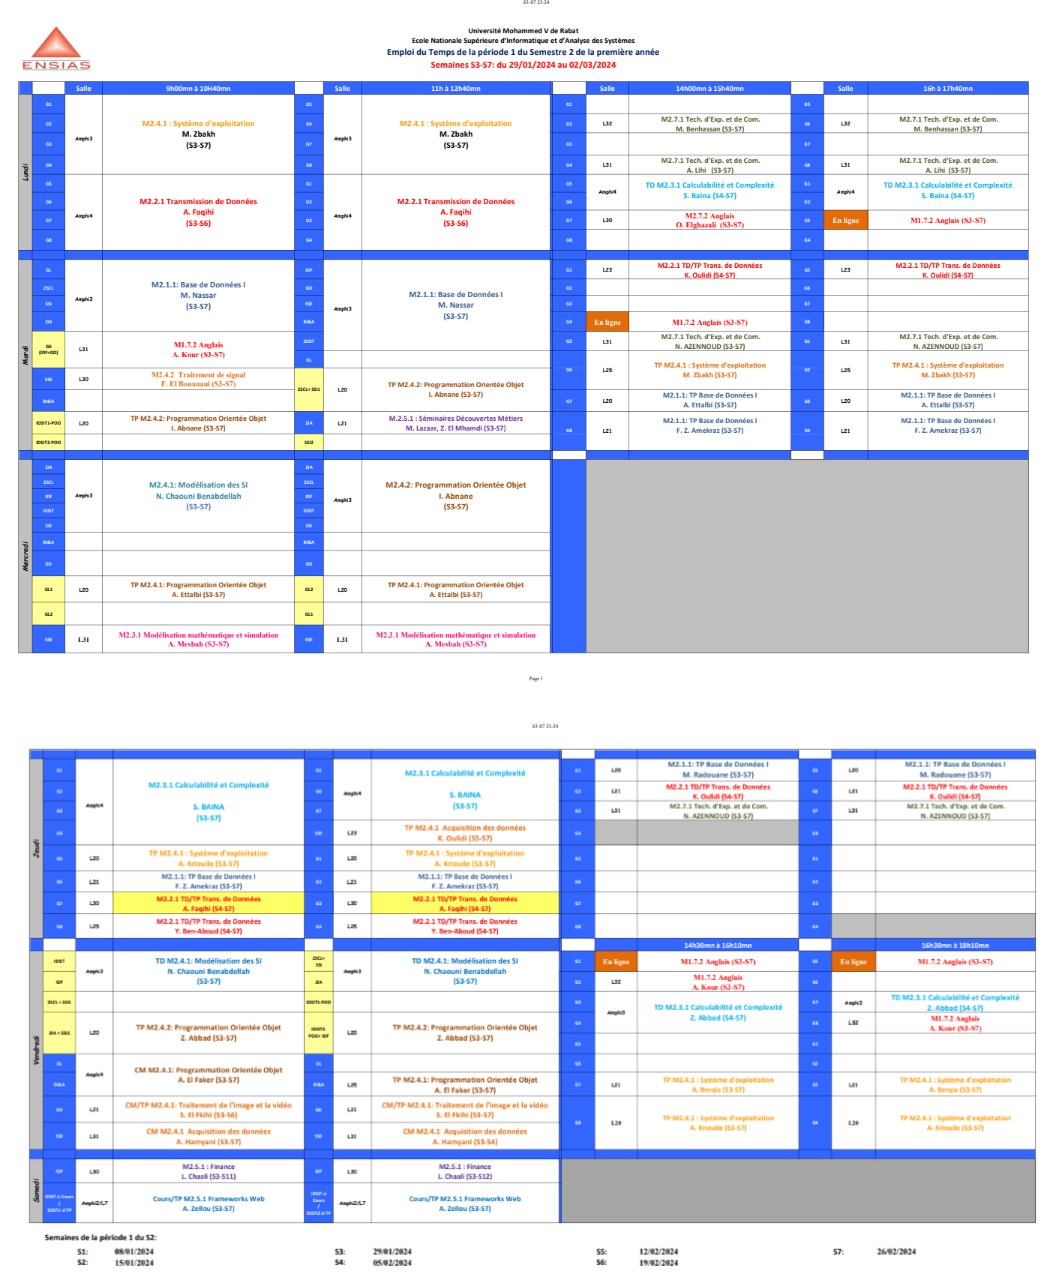 S3-S7 23-24
Université Mohammed V de Rabat
Ecole Nationale Supérieure d'Informatique et d'Analyse des Systèmes
Emploi du Temps de la période 1 du Semestre 2 de la première année
Semaines S3-S7: du 29/01/2024 au 02/03/2024
ENSIAS
Salle 9h00mn à 10H40mn Salle 11h à 12h40mn Salle 14h00mn à 15h40mn Salle 16h à 17h40mn
Lundi
G1 G5 G1 G5
G2 Amphi3 M2.4.1 : Système d'exploitation G6 Amphi3 M2.4.1 : Système d'exploitation G2 L32 M2.7.1 Tech. d'Exp. et de Com. G6 L32 M2.7.1 Tech. d'Exp. et de Com.
M. Zbakh M. Zbakh M. Benhassan (S3-S7) M. Benhassan (S3-S7)
G3 (S3-S7) G7 (S3-S7) G3 G7
G4 G8 G4 L31 M2.7.1 Tech. d'Exp. et de Com. G8 L31 M2.7.1 Tech. d'Exp. et de Com.
A. Lihi (S3-S7) A. Lihi (S3-S7)
G5 G1 G5 Amphi4 TD M2.3.1 Calculabilité et Complexité G1 Amphi4 TD M2.3.1 Calculabilité et Complexité
G6 Amphi4 M2.2.1 Transmission de Données G2 Amphi4 M2.2.1 Transmission de Données G6 S. Baina (S4-S7) G2 S. Baina (S4-S7)
A. Faqihi A. Faqihi
G7 (S3-S6) G3 (S3-S6) G7 L30 M2.7.2 Anglais En ligne M1.7.2 Anglais (S3-S7)
O. Elghazali (S3-S7)
G8 G4 G8 G4
Mardi
GL IDF G1 L23 M2.2.1 TD/TP Trans. de Données G5 L23 M2.2.1 TD/TP Trans. de Données
K. Oulidi (S4-S7) K. Oulidi (S4-S7)
2SCL Amphi3 M2.1.1: Base de Données I GD Amphi3 M2.1.1: Base de Données I G2 G6
SSI M. Nassar SSE M. Nassar G3 G7
2IA (S3-S7) BI&A (S3-S7) G4 En ligne M1.7.2 Anglais (S3-S7) G8
G6 (IDF+GD) L31 M1.7.2 Anglais IDSIT G5 L31 M2.7.1 Tech. d'Exp. et de Com. G1 L31 M2.7.1 Tech. d'Exp. et de Com.
A. Kour (S3-S7) GL N. AZENNOUD (S3-S7) N. AZENNOUD (S3-S7)
SSE L30 M2.4.2 Traitement de signal 2SCL+ SSI1 L20 TP M2.4.2: Programmation Orientée Objet G6 L25 TP M2.4.1 : Système d'exploitation G2 L25 TP M2.4.1 : Système d'exploitation
F. El Bouanani (S3-S7) I. Abnane (S3-S7) M. Zbakh (S3-S7) M. Zbakh (S3-S7)
BI&A G7 L20 M2.1.1: TP Base de Données I G3 L20 M2.1.1: TP Base de Données I
A. Ettalbi (S3-S7) A. Ettalbi (S3-S7)
IDSIT1-POO L20 TP M2.4.2: Programmation Orientée Objet 2IA L21 M.2.5.1 : Séminaires Découvertes Métiers G8 L21 M2.1.1: TP Base de Données I G4 L21 M2.1.1: TP Base de Données I
I. Abnane (S3-S7) M. Lazaar, Z. El Mhamdi (S3-S7) F. Z. Amekraz (S3-S7) F. Z. Amekraz (S3-S7)
IDSIT2-POO SSI2
Mercredi
2IA 2IA
2SCL Amphi3 M2.4.1: Modélisation des SI 2SCL Amphi3 M2.4.2: Programmation Orientée Objet
IDF N. Chaouni Benabdellah IDF I. Abnane
IDSIT (S3-S7) IDSIT (S3-S7)
SSI SSI
BI&A BI&A
GD GD
GL1 L20 TP M2.4.1: Programmation Orientée Objet GL2 L20 TP M2.4.1: Programmation Orientée Objet
A. Ettalbi (S3-S7) A. Ettalbi (S3-S7)
GL2 GL1
SSE L31 M2.3.1 Modélisation mathématique et simulation SSE L31 M2.3.1 Modélisation mathématique et simulation
A. Mesbah (S3-S7) A. Mesbah (S3-S7)
Page 1
S3-S7 23-24
Jeudi
G1 G1 L20 M2.1.1: TP Base de Données I L20 M2.1.1: TP Base de Données I
M. Radouane (S3-S7) M. Radouane (S3-S7)
G2 Amphi4 M2.3.1 Calculabilité et Complexité Amphi4 M2.3.1 Calculabilité et Complexité G2 L21 M2.2.1 TD/TP Trans. de Données L21 M2.2.1 TD/TP Trans. de Données
S. BAINA S. BAINA K. Oulidi (S4-S7) K. Oulidi (S4-S7)
G3 (S3-S7) G7 (S3-S7) G3 L31 M2.7.1 Tech. d'Exp. et de Com. G7 L31 M2.7.1 Tech. d'Exp. et de Com.
N. AZENNOUD (S3-S7) N. AZENNOUD (S3-S7)
G4 SSE L23 TP M2.4.1 Acquisition des données G4 G8
K. Oulidi (S5-S7)
G5 L20 TP M2.4.1 : Système d'exploitation G1 L20 TP M2.4.1 : Système d'exploitation G5 G1
A. Kriouile (S3-S7) A. Kriouile (S3-S7)
G6 L21 M2.1.1: TP Base de Données I G2 L21 M2.1.1: TP Base de Données I G6 G2
F. Z. Amekraz (S3-S7) F. Z. Amekraz (S3-S7)
G7 L30 M2.2.1 TD/TP Trans. de Données G3 L30 M2.2.1 TD/TP Trans. de Données G7 G3
A. Faqihi (S4-S7) A. Faqihi (S4-S7)
G8 L25 M2.2.1 TD/TP Trans. de Données L25 M2.2.1 TD/TP Trans. de Données G8 G4
Y. Ben-Aboud (S4-S7) Y. Ben-Aboud (S4-S7)
14h30mn à 16h10mn 16h30mn à 18h10mn
Vendredi
IDSIT Amphi3 TD M2.4.1: Modélisation des SI 2SCL+ SSI Amphi3 TD M2.4.1: Modélisation des SI G1 En ligne M1.7.2 Anglais (S3-S7) G5 En ligne M1.7.2 Anglais (S3-S7)
IDF N. Chaouni Benabdellah 2IA N. Chaouni Benabdellah G2 L32 M1.7.2 Anglais G6
(S3-S7) (S3-S7) A. Kour (S3-S7)
2SCL + SSI1 IDSIT1-POO G3 Amphi3 TD M2.3.1 Calculabilité et Complexité G7 Amphi3 TD M2.3.1 Calculabilité et Complexité
Z. Abbad (S4-S7) Z. Abbad (S4-S7)
2IA + SSI2 L20 TP M2.4.2: Programmation Orientée Objet IDSIT2-POO+ IDF L20 TP M2.4.2: Programmation Orientée Objet G4 G8 L32 M1.7.2 Anglais
Z. Abbad (S3-S7) Z. Abbad (S3-S7) A. Kour (S3-S7)
GL Amphi4 CM M2.4.1: Programmation Orientée Objet GL
BI&A A. El Faker (S3-S7) BI&A L25 TP M2.4.1: Programmation Orientée Objet G7 L21 TP M2.4.1 : Système d'exploitation G3 L21 TP M2.4.1 : Système d'exploitation
A. El Faker (S3-S7) A. Berqia (S3-S7) A. Berqia (S3-S7)
GD L21 CM/TP M2.4.1: Traitement de l'image et la vidéo GD L21 CM/TP M2.4.1: Traitement de l'image et la vidéo
S. El Fkihi (S3-S6) S. El Fkihi (S3-S7)
SSE L31 CM M2.4.1 Acquisition des données SSE L31 CM M2.4.1 Acquisition des données G8 L20 TP M2.4.1 : Système d'exploitation G4 L20 TP M2.4.1 : Système d'exploitation
A. Hamyani (S3-S7) A. Hamyani (S3-S4) A. Kriouile (S3-S7) A. Kriouile (S3-S7)
Samedi
IDF L30 M2.5.1 : Finance IDF L30 M2.5.1 : Finance
L. Chaali (S3-S11) L. Chaali (S3-S12)
IDSIT si Cours / IDSIT1 si TP Amphi2/L7 Cours/TP M2.5.1 Frameworks Web IDSIT si Cours / IDSIT2 si TP Amphi2/L7 Cours/TP M2.5.1 Frameworks Web
A. Zellou (S3-S7) A. Zellou (S3-S7)
Semaines de la période 1 du S2:
S1: 08/01/2024 S3: 29/01/2024 S5: 12/02/2024 S7: 26/02/2024
S2: 15/01/2024 S4: 05/02/2024 S6: 19/02/2024